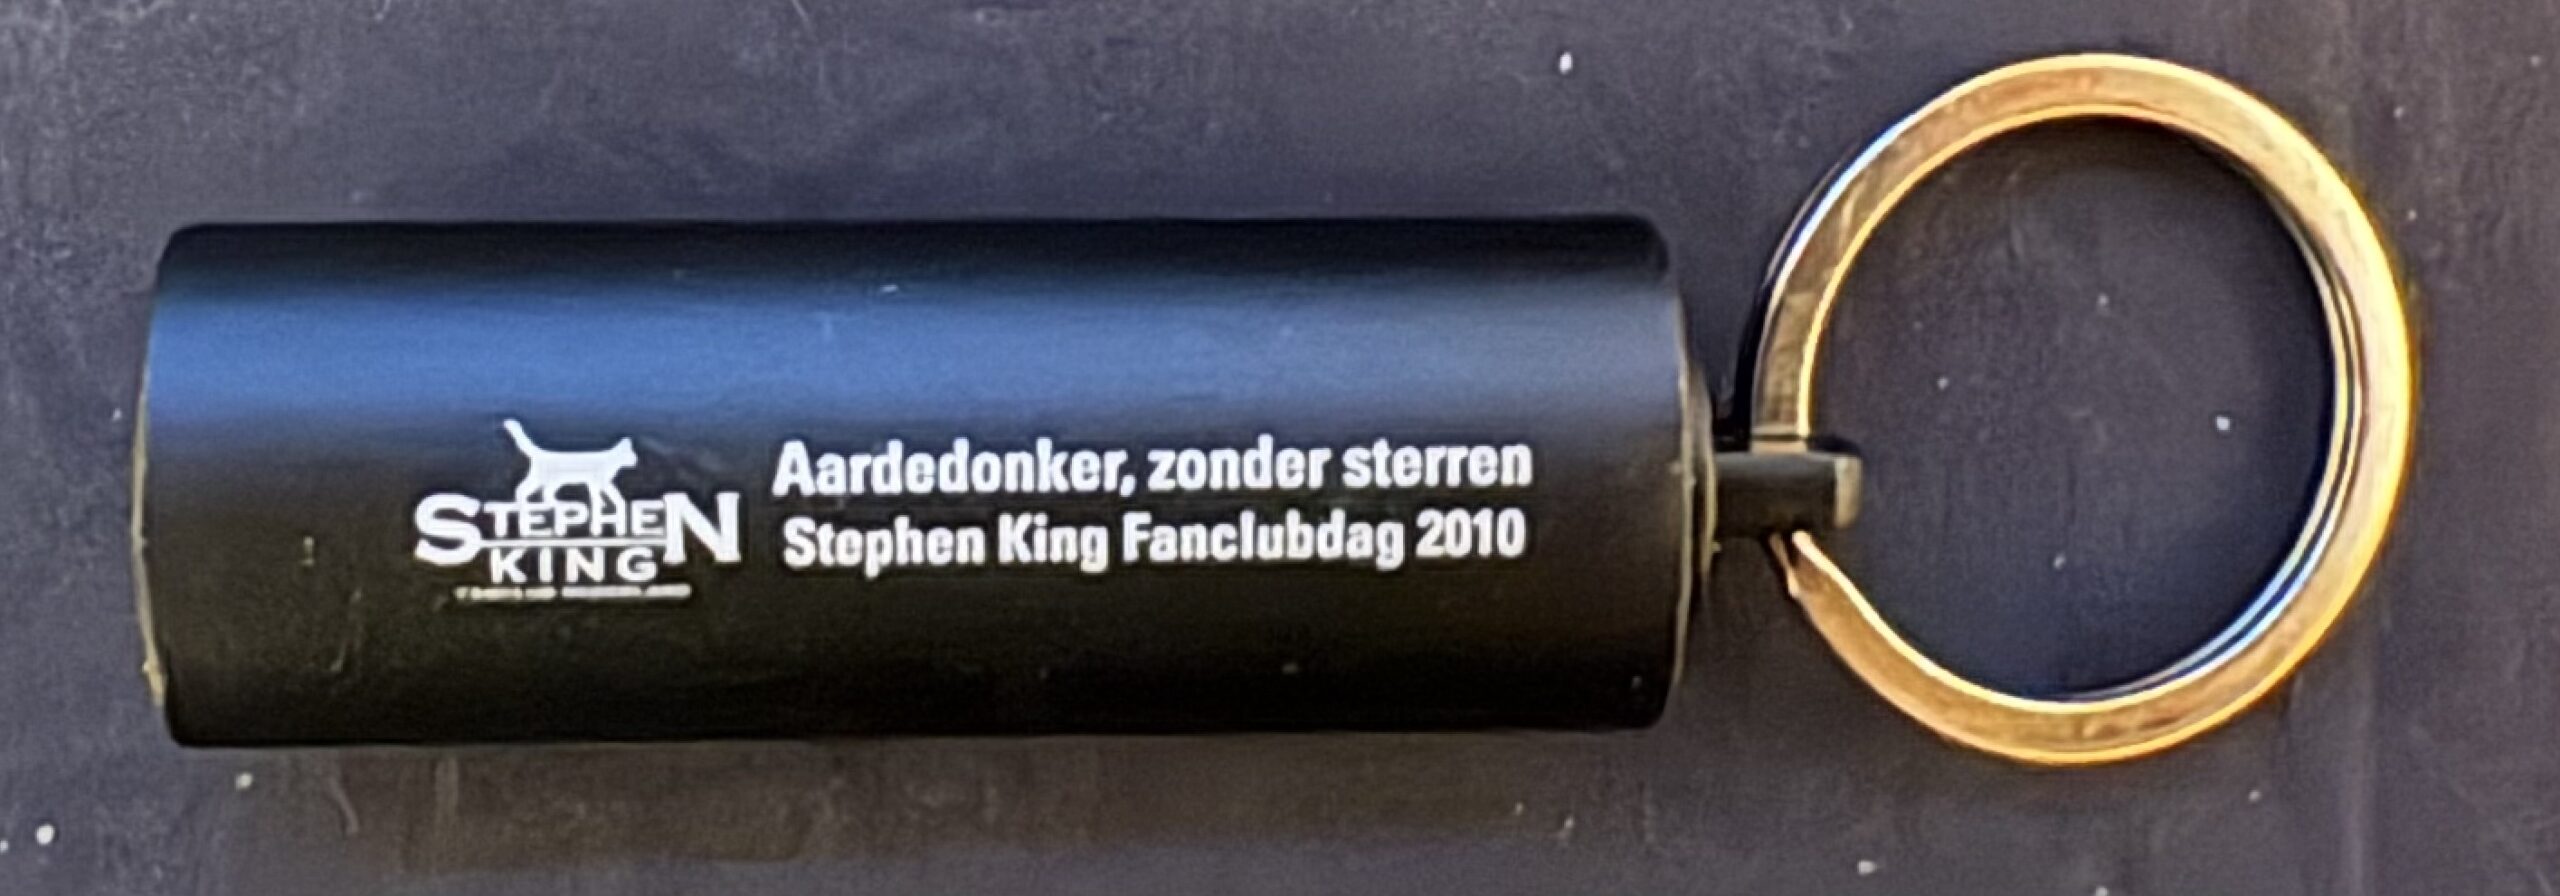 STEPHEN
KING
Aardedonker, zonder sterren
Stephen King Fanclubdag 2010